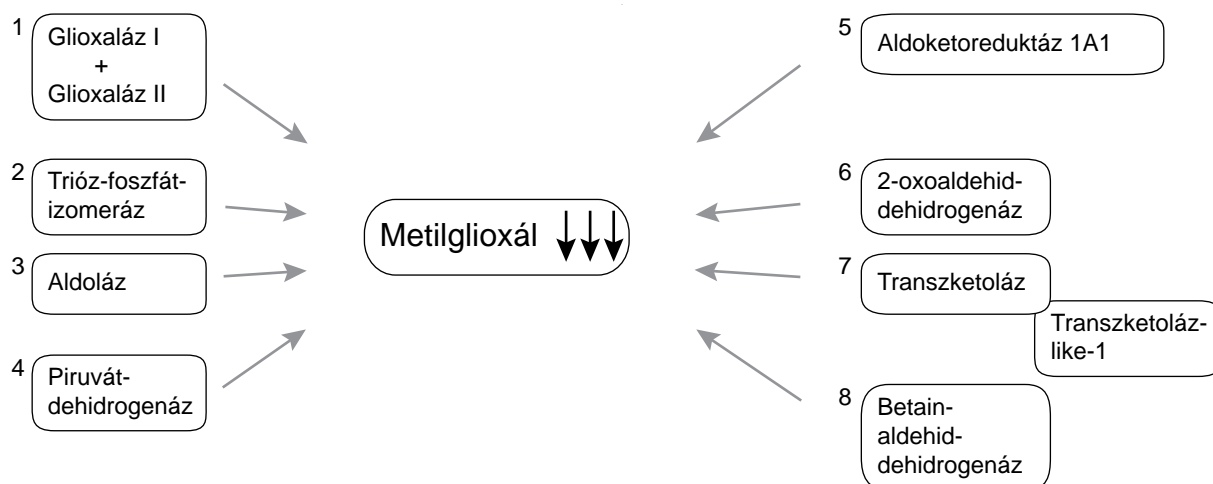 1
Glioxaláz I
+
Glioxaláz II
2
Trióz-foszfát-
izomeráz
3
Aldoláz
4
Piruvát-
dehidrogenáz
Metilglioxál
5
Aldoketoreduktáz 1A1
6
2-oxoaldehid-
dehidrogenáz
7
Transzketoláz
Transzketoláz-
like-1
8
Betain-
aldehid-
dehidrogenáz